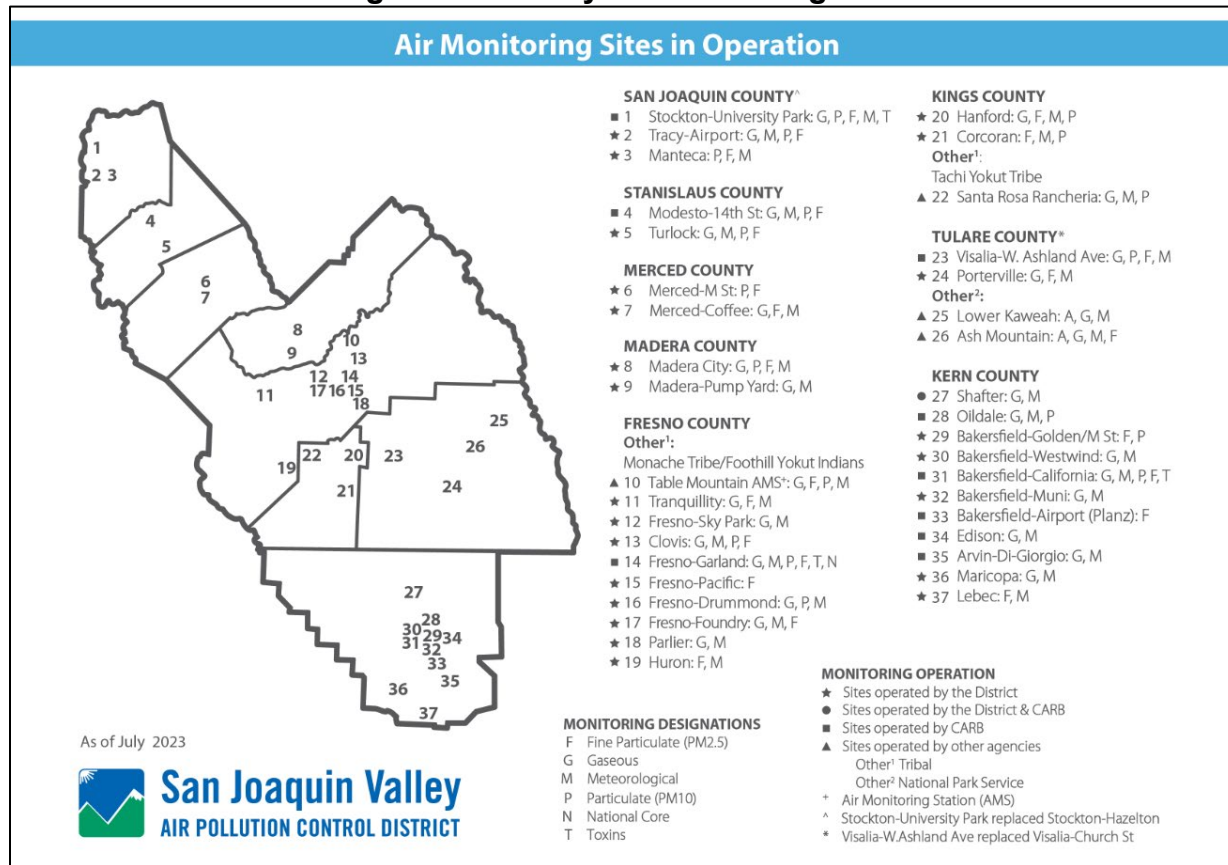 Air Monitoring Sites in Operation
1
2 3
4
5
6
7
8
9
10
13
12
14
17 16 15
11
18
25
26
22
20
23
19
21
24
27
28
30
29 34
31
32
33
35
36
37
SAN JOAQUIN COUNTY^
■ 1 Stockton-University Park: G, P, F, M, T
★ 2 Tracy-Airport: G, M, P, F
★ 3 Manteca: P, F, M
STANISLAUS COUNTY
■ 4 Modesto-14th St: G, M, P, F
★ 5 Turlock: G, M, P, F
MERCED COUNTY
★ 6 Merced-M St: P, F
★ 7 Merced-Coffee: G,F, M
MADERA COUNTY
★ 8 Madera City: G, P, F, M
★ 9 Madera-Pump Yard: G, M
FRESNO COUNTY
Other¹:
Monache Tribe/Foothill Yokut Indians
▲ 10 Table Mountain AMS⁺: G, F, P, M
★ 11 Tranquillity: G, F, M
★ 12 Fresno-Sky Park: G, M
★ 13 Clovis: G, M, P, F
■ 14 Fresno-Garland: G, M, P, F, T, N
★ 15 Fresno-Pacific: F
★ 16 Fresno-Drummond: G, P, M
★ 17 Fresno-Foundry: G, M, F
★ 18 Parlier: G, M
★ 19 Huron: F, M
KINGS COUNTY
★ 20 Hanford: G, F, M, P
★ 21 Corcoran: F, M, P
Other¹:
Tachi Yokut Tribe
▲ 22 Santa Rosa Rancheria: G, M, P
TULARE COUNTY*
■ 23 Visalia-W. Ashland Ave: G, P, F, M
★ 24 Porterville: G, F, M
Other²:
▲ 25 Lower Kaweah: A, G, M
▲ 26 Ash Mountain: A, G, M, F
KERN COUNTY
● 27 Shafter: G, M
■ 28 Oildale: G, M, P
★ 29 Bakersfield-Golden/M St: F, P
★ 30 Bakersfield-Westwind: G, M
■ 31 Bakersfield-California: G, M, P, F, T
★ 32 Bakersfield-Muni: G, M
■ 33 Bakersfield-Airport (Planz): F
■ 34 Edison: G, M
■ 35 Arvin-Di-Giorgio: G, M
★ 36 Maricopa: G, M
★ 37 Lebec: F, M
MONITORING DESIGNATIONS
F Fine Particulate (PM2.5)
G Gaseous
M Meteorological
P Particulate (PM10)
N National Core
T Toxins
MONITORING OPERATION
★ Sites operated by the District
● Sites operated by the District & CARB
■ Sites operated by CARB
▲ Sites operated by other agencies
Other¹ Tribal
Other² National Park Service
+ Air Monitoring Station (AMS)
^ Stockton-University Park replaced Stockton-Hazelton
* Visalia-W.Ashland Ave replaced Visalia-Church St
As of July 2023
San Joaquin Valley
AIR POLLUTION CONTROL DISTRICT